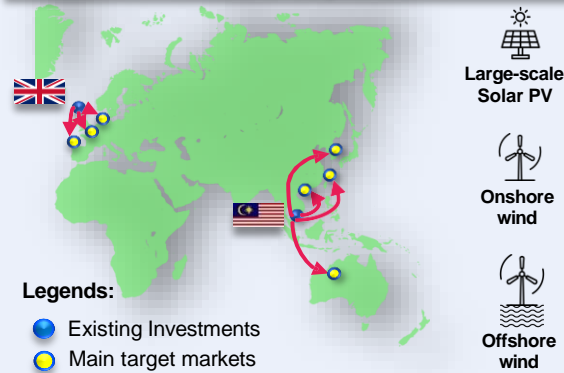 Large-scale
Solar PV
Onshore
wind
Legends:
Existing Investments
Main target markets
Offshore
wind